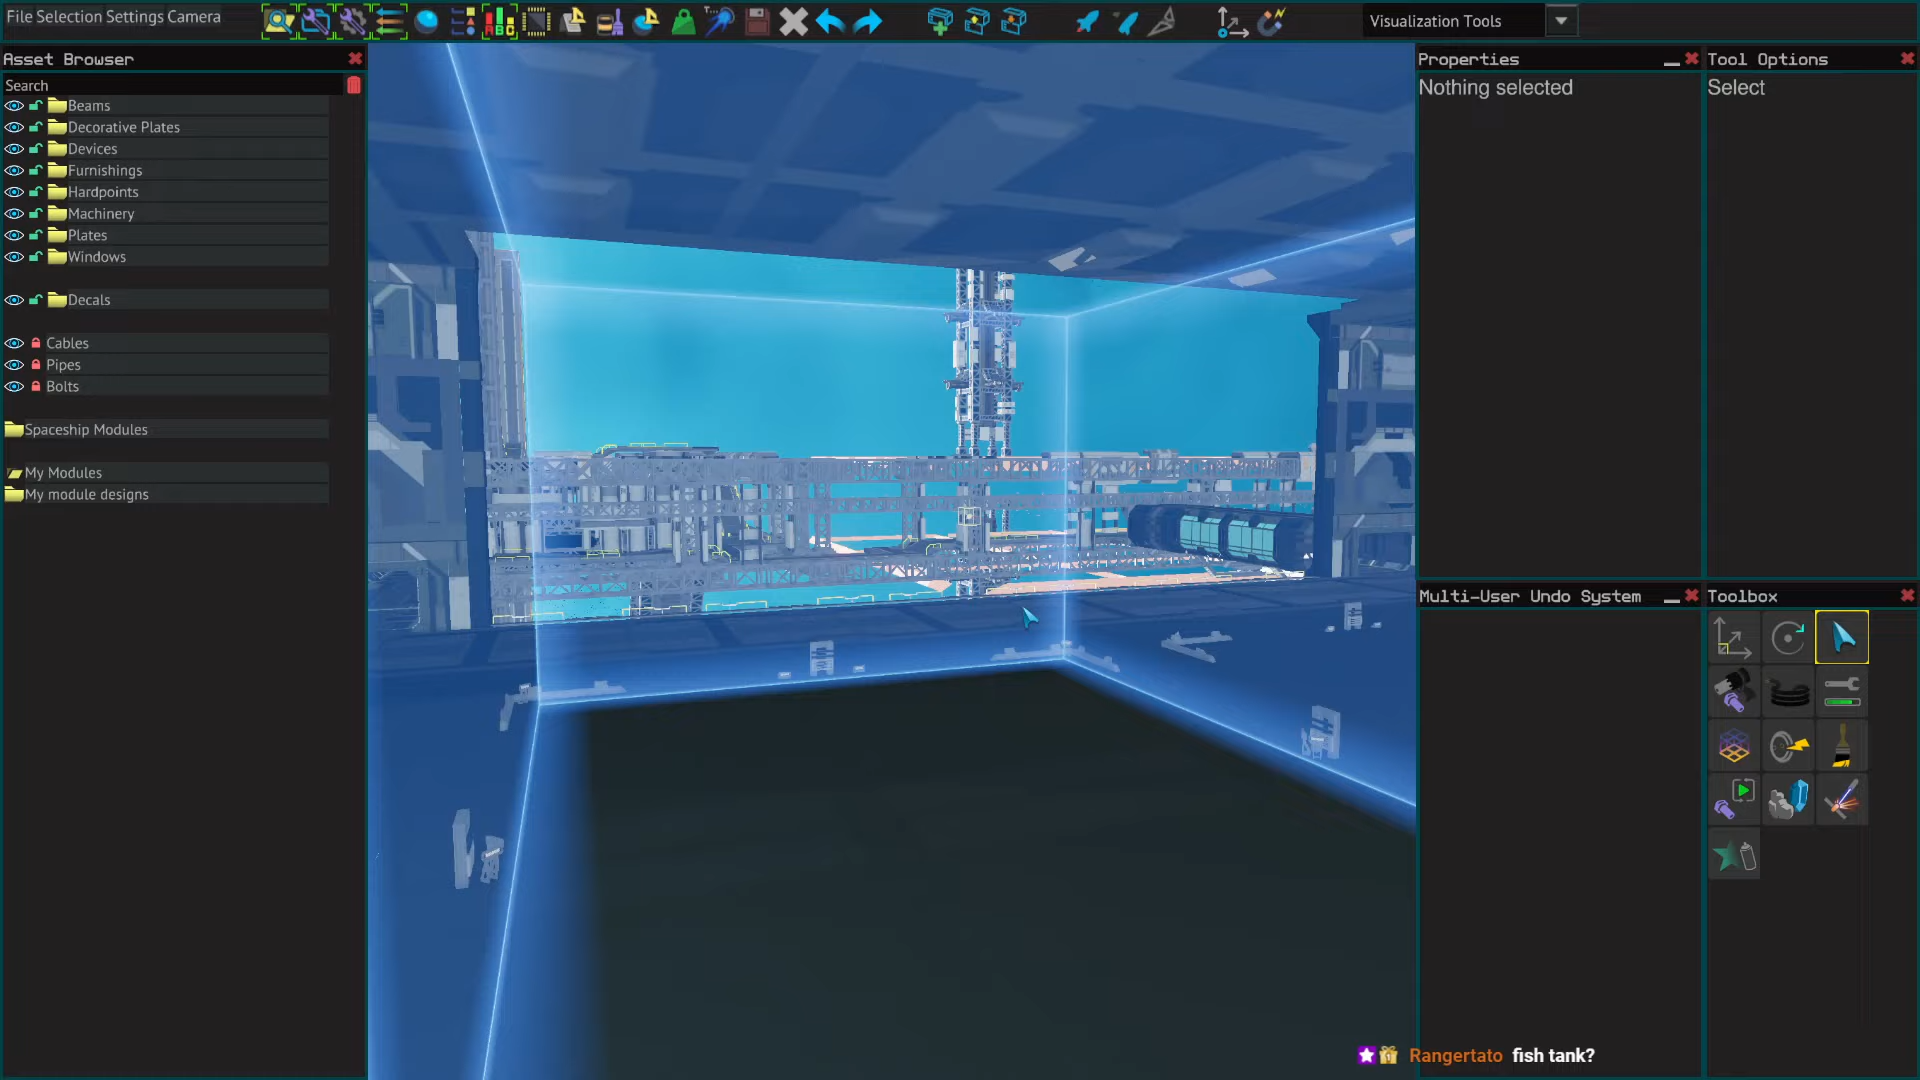 File Selection Settings Camera
Visualization Tools
Asset Browser
Search
Beams
Decorative Plates
Devices
Furnishings
Hardpoints
Machinery
Plates
Windows
Decals
Cables
Pipes
Bolts
Spaceship Modules
My Modules
My module designs
Properties
Nothing selected
Tool Options
Select
Multi-User Undo System
Toolbox
Rangertato fish tank?
ABC